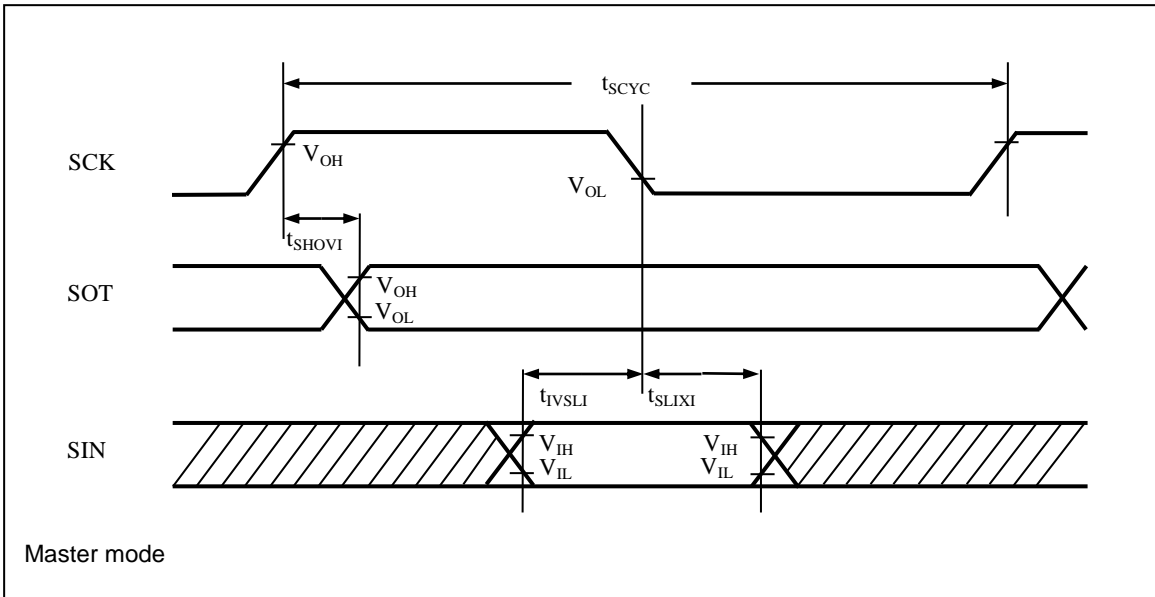 tSCYC
SCK
VOH
VOL
tSHOVI
SOT
VOH
VOL
tIVSLI
tSLIXI
SIN
VIH
VIH
VIL
VIL
Master mode